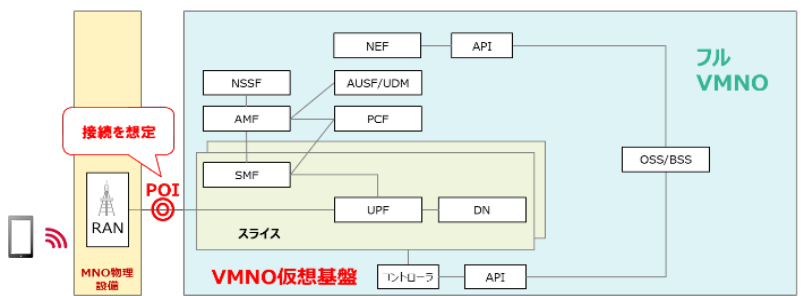 NEF
API
フル
VMNO
NSSF
AUSF/UDM
AMF
PCF
接続を想定
OSS/BSS
SMF
POI
RAN
UPF
DN
スライス
MNO物理
設備
VMNO仮想基盤
コントローラ
API